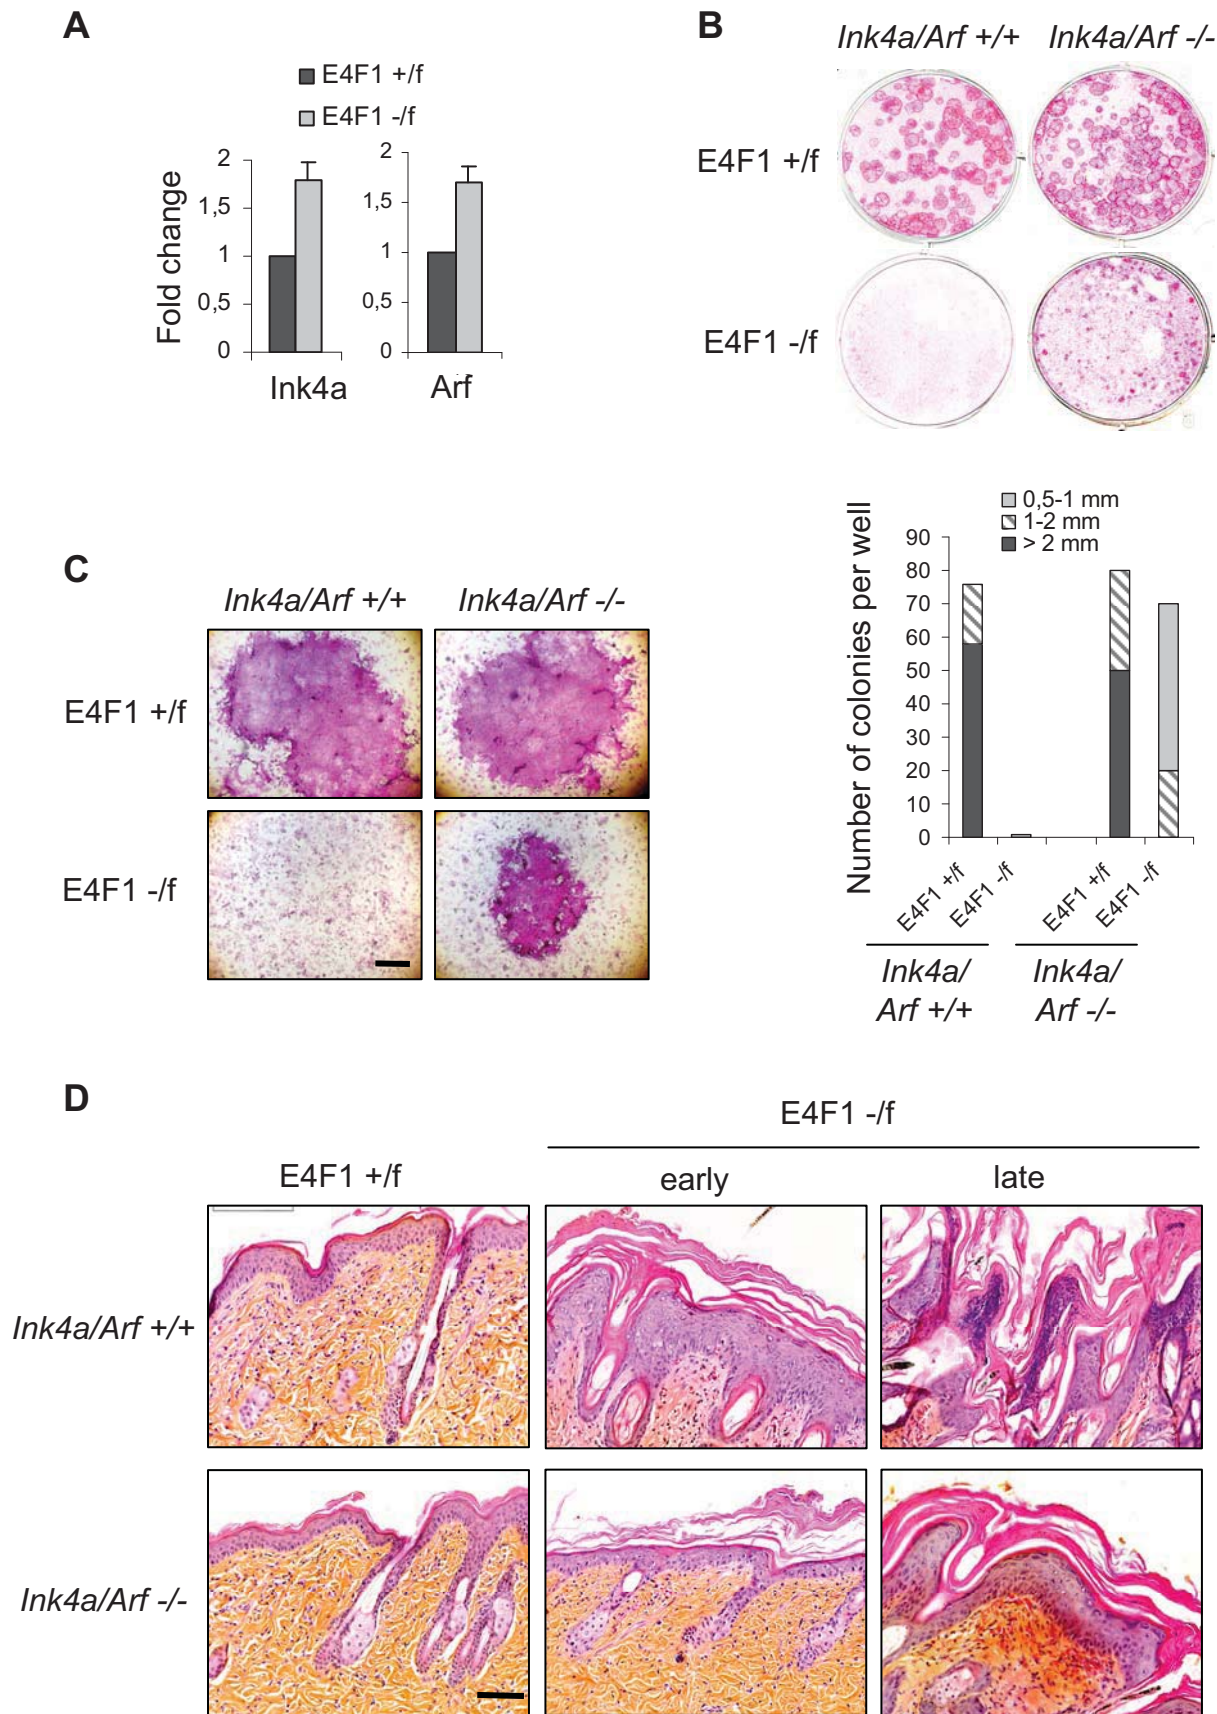 A
E4F1 +/f
E4F1 -/f
Fold change
2
1,5
1
0,5
0
Ink4a
2
1,5
1
0,5
0
Arf
B
Ink4a/Arf +/+ Ink4a/Arf -/-
E4F1 +/f
E4F1 -/f
0,5-1 mm
1-2 mm
> 2 mm
Number of colonies per well
90
80
70
60
50
40
30
20
10
0
E4F1 +/f
E4F1 -/f
E4F1 +/f
E4F1 -/f
Ink4a/
Arf +/+
Ink4a/
Arf -/-
C
Ink4a/Arf +/+ Ink4a/Arf -/-
E4F1 +/f
E4F1 -/f
D
E4F1 -/f
E4F1 +/f early late
Ink4a/Arf +/+
Ink4a/Arf -/-